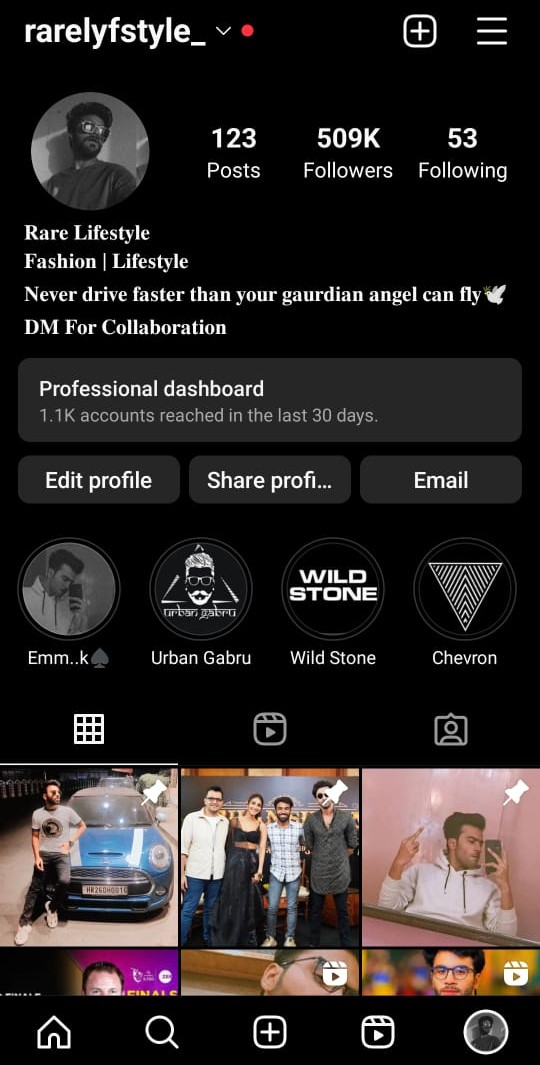 rarelyfstyle_
123 509K 53
Posts Followers Following
Rare Lifestyle
Fashion | Lifestyle
Never drive faster than your gaurdian angel can fly🕊️
DM For Collaboration
Professional dashboard
1.1K accounts reached in the last 30 days.
Edit profile Share profi... Email
urban gabru
WILD
STONE
Emm..k♠️ Urban Gabru Wild Stone Chevron
HR26DH0010
FINALS